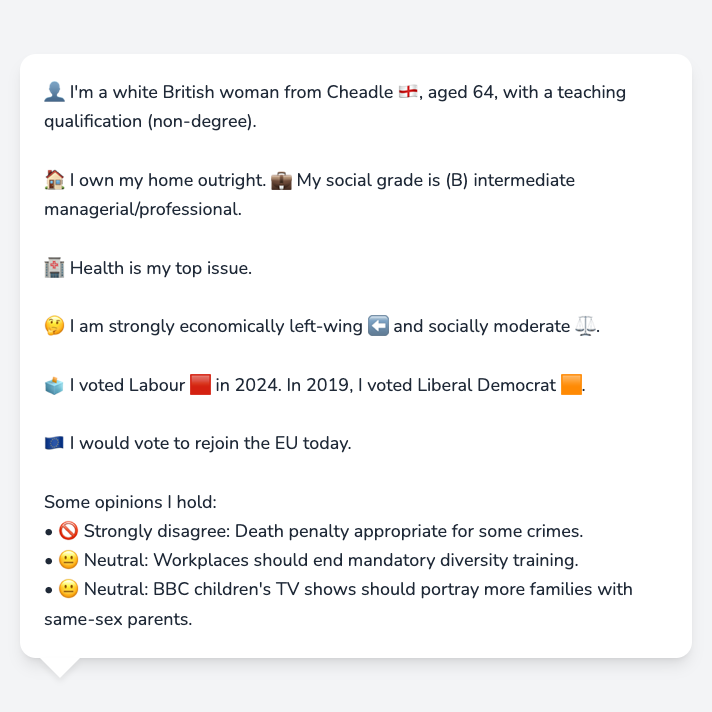 👤 I'm a white British woman from Cheadle 🏴󠁧󠁢󠁥󠁮󠁧󠁿, aged 64, with a teaching
qualification (non-degree).
🏠 I own my home outright. 💼 My social grade is (B) intermediate
managerial/professional.
🏥 Health is my top issue.
🤔 I am strongly economically left-wing ⬅️ and socially moderate ⚖️.
🗳️ I voted Labour 🟥 in 2024. In 2019, I voted Liberal Democrat 🟧.
🇪🇺 I would vote to rejoin the EU today.
Some opinions I hold:
• 🚫 Strongly disagree: Death penalty appropriate for some crimes.
• 😐 Neutral: Workplaces should end mandatory diversity training.
• 😐 Neutral: BBC children's TV shows should portray more families with
same-sex parents.